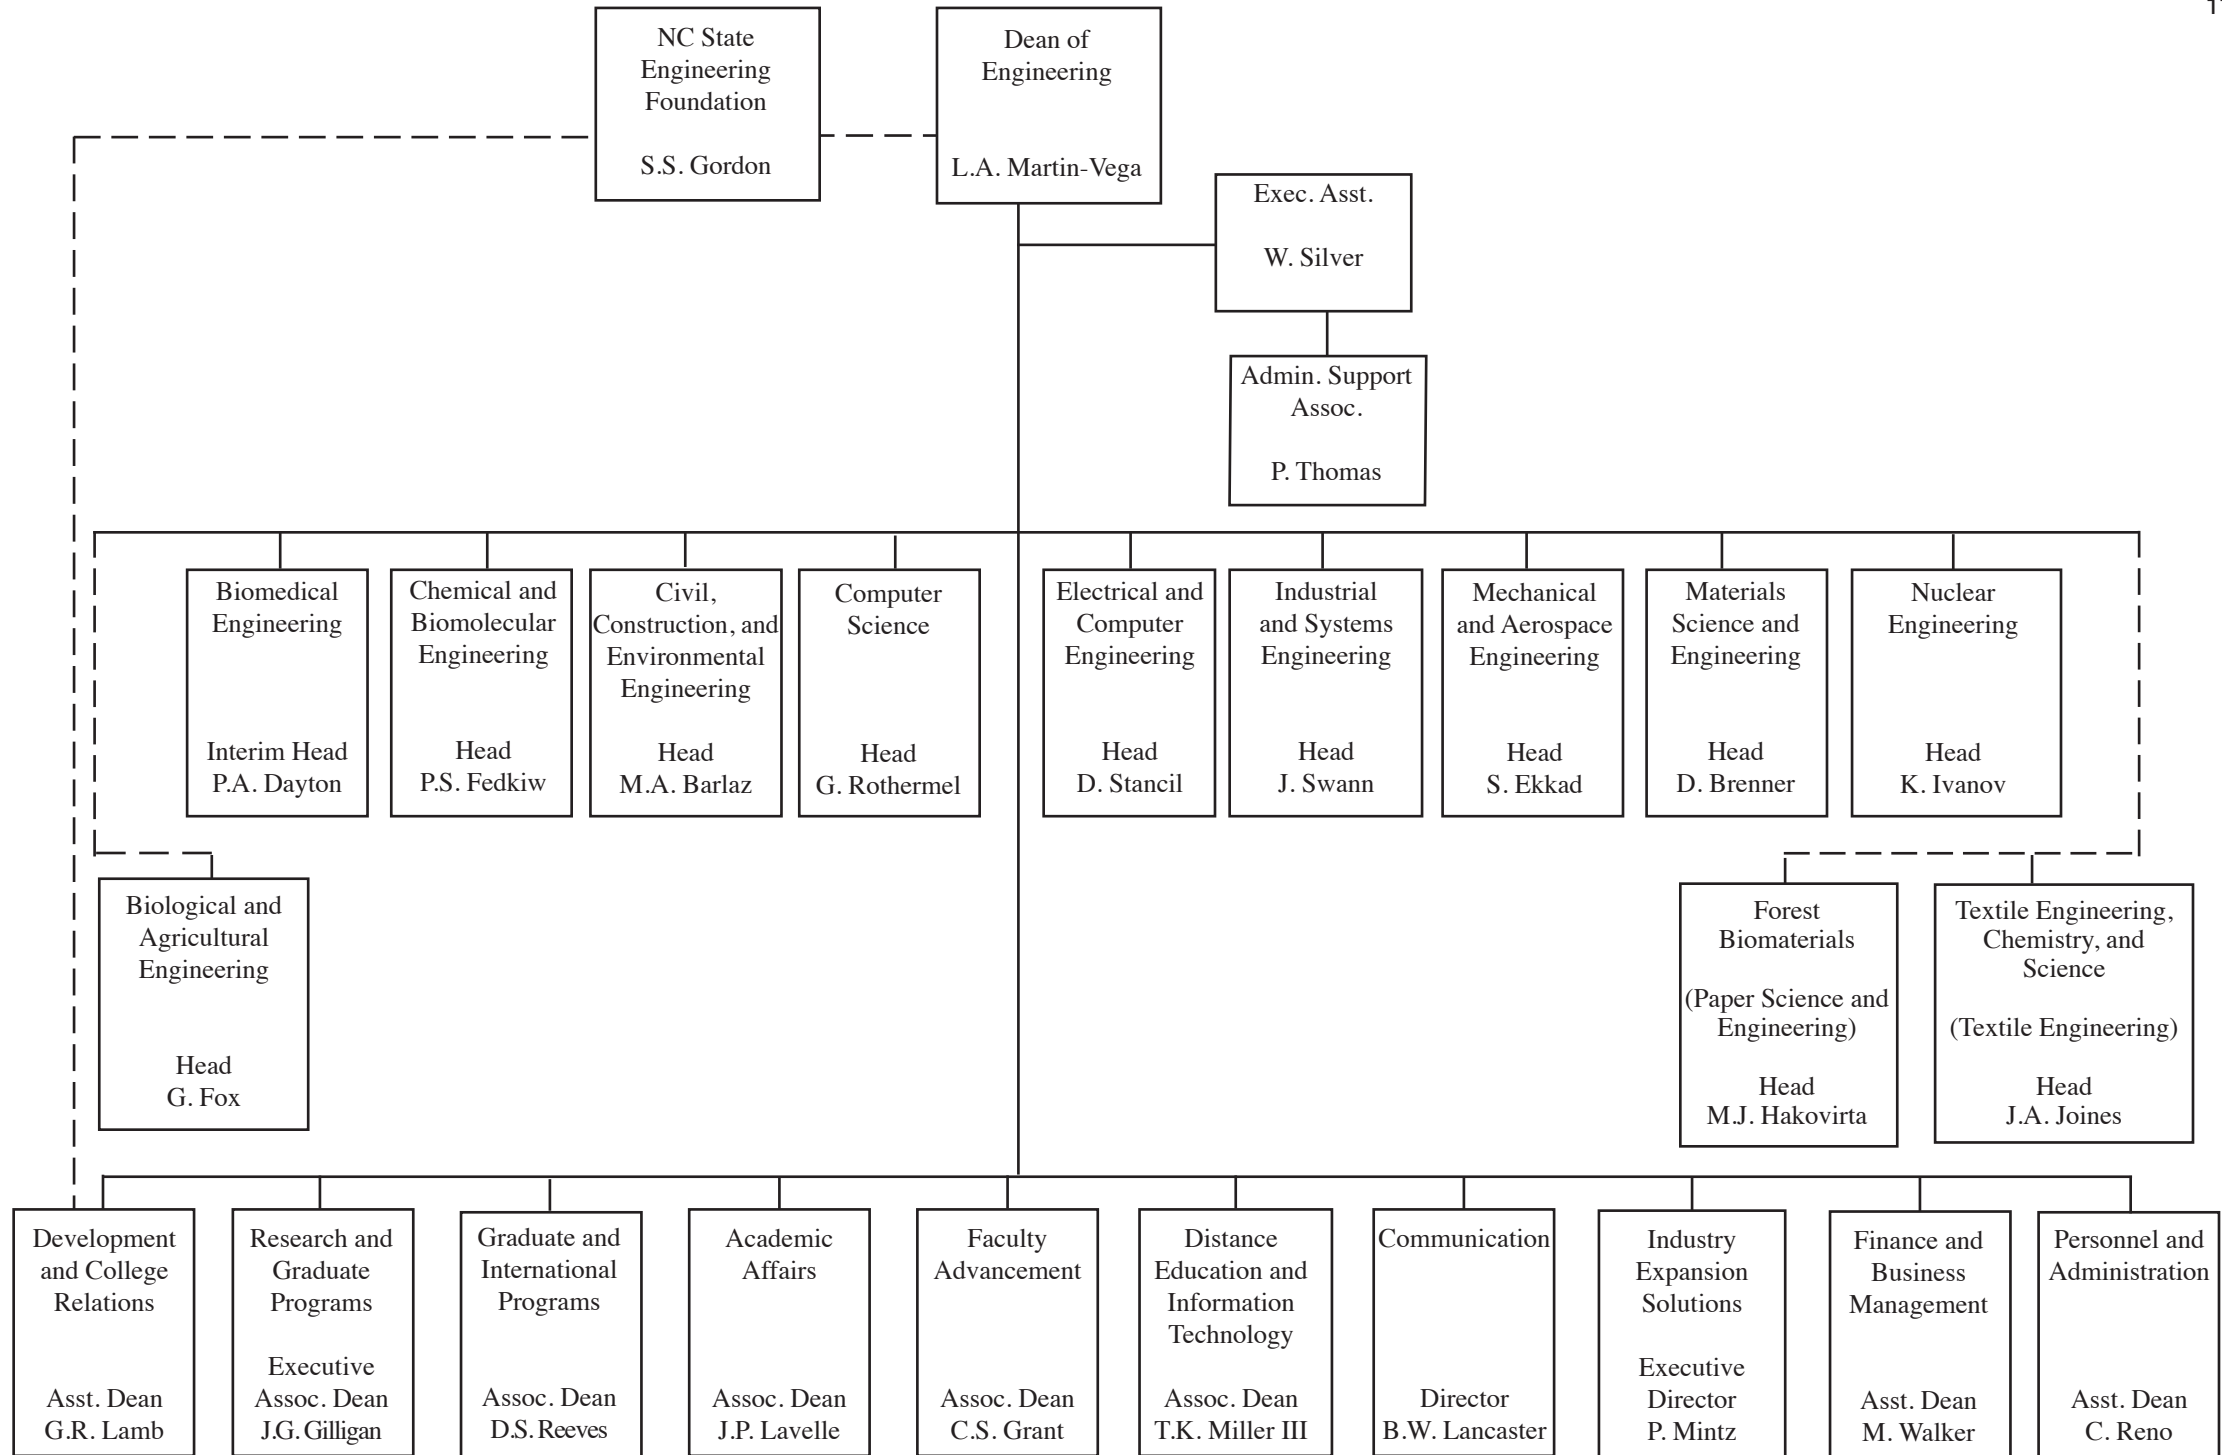 NC State
Engineering
Foundation
S.S. Gordon
Dean of
Engineering
L.A. Martin-Vega
Exec. Asst.
W. Silver
Admin. Support
Assoc.
P. Thomas
Biomedical
Engineering
Interim Head
P.A. Dayton
Chemical and
Biomolecular
Engineering
Head
P.S. Fedkiw
Civil,
Construction, and
Environmental
Engineering
Head
M.A. Barlaz
Computer
Science
Head
G. Rothermel
Electrical and
Computer
Engineering
Head
D. Stancil
Industrial
and Systems
Engineering
Head
J. Swann
Mechanical
and Aerospace
Engineering
Head
S. Ekkad
Materials
Science and
Engineering
Head
D. Brenner
Nuclear
Engineering
Head
K. Ivanov
Biological and
Agricultural
Engineering
Head
G. Fox
Forest
Biomaterials
(Paper Science and
Engineering)
Head
M.J. Hakovirta
Textile Engineering,
Chemistry, and
Science
(Textile Engineering)
Head
J.A. Joines
Development
and College
Relations
Asst. Dean
G.R. Lamb
Research and
Graduate
Programs
Executive
Assoc. Dean
J.G. Gilligan
Graduate and
International
Programs
Assoc. Dean
D.S. Reeves
Academic
Affairs
Assoc. Dean
J.P. Lavelle
Faculty
Advancement
Assoc. Dean
C.S. Grant
Distance
Education and
Information
Technology
Assoc. Dean
T.K. Miller III
Communication
Director
B.W. Lancaster
Industry
Expansion
Solutions
Executive
Director
P. Mintz
Finance and
Business
Management
Asst. Dean
M. Walker
Personnel and
Administration
Asst. Dean
C. Reno